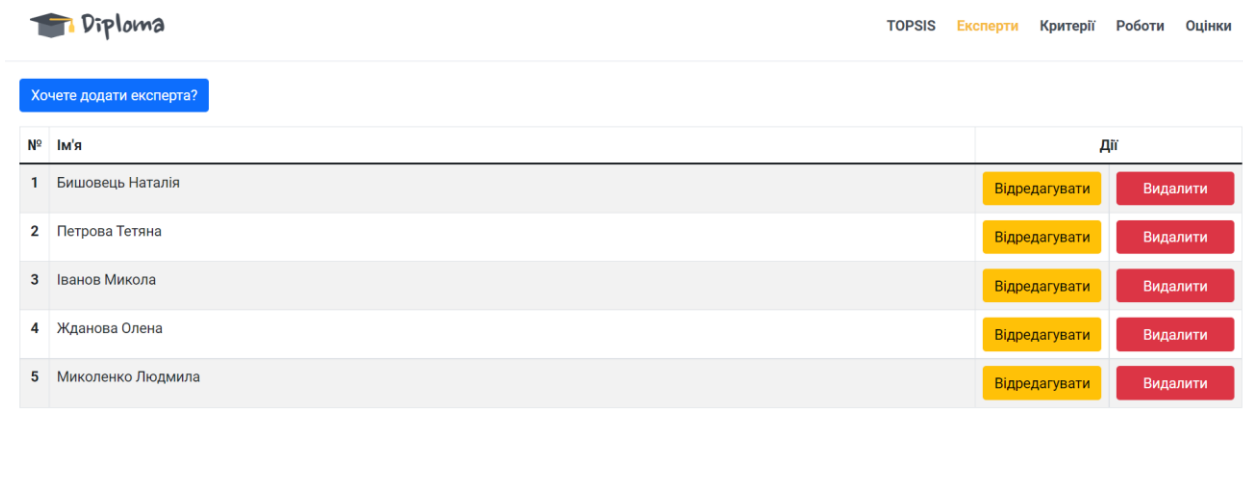 Diploma
TOPSIS Експерти Критерії Роботи Оцінки
Хочете додати експерта?
№ Ім'я Дії
1 Бишовець Наталія Відредагувати Видалити
2 Петрова Тетяна Відредагувати Видалити
3 Іванов Микола Відредагувати Видалити
4 Жданова Олена Відредагувати Видалити
5 Миколенко Людмила Відредагувати Видалити